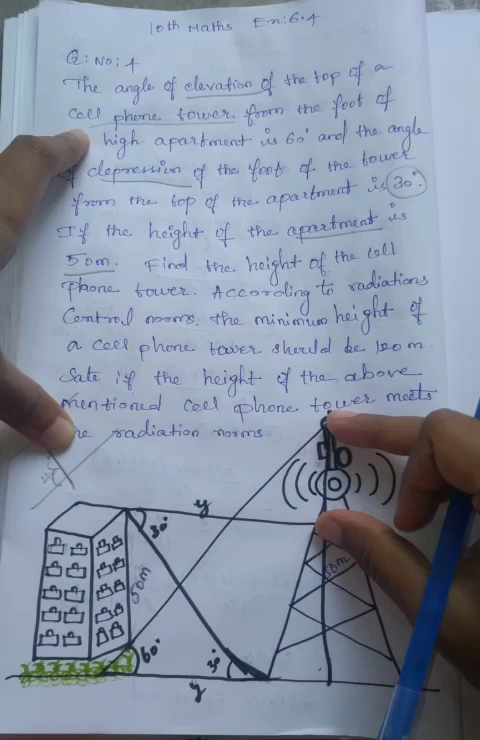 10th Maths Ex: 6.4
Q: No: 4
The angle of elevation of the top of a
cell phone tower from the foot of
high apartment is 60° and the angle
depression of the foot of the tower
from the top of the apartment is 30°.
If the height of the apartment is
50m. Find the height of the cell
phone tower. According to radiations
control norms, the minimum height of
a cell phone tower should be 120 m.
Sate if the height of the above
mentioned cell phone tower meets
radiation norms.
y
30°
50m
50m
60°
30°
y